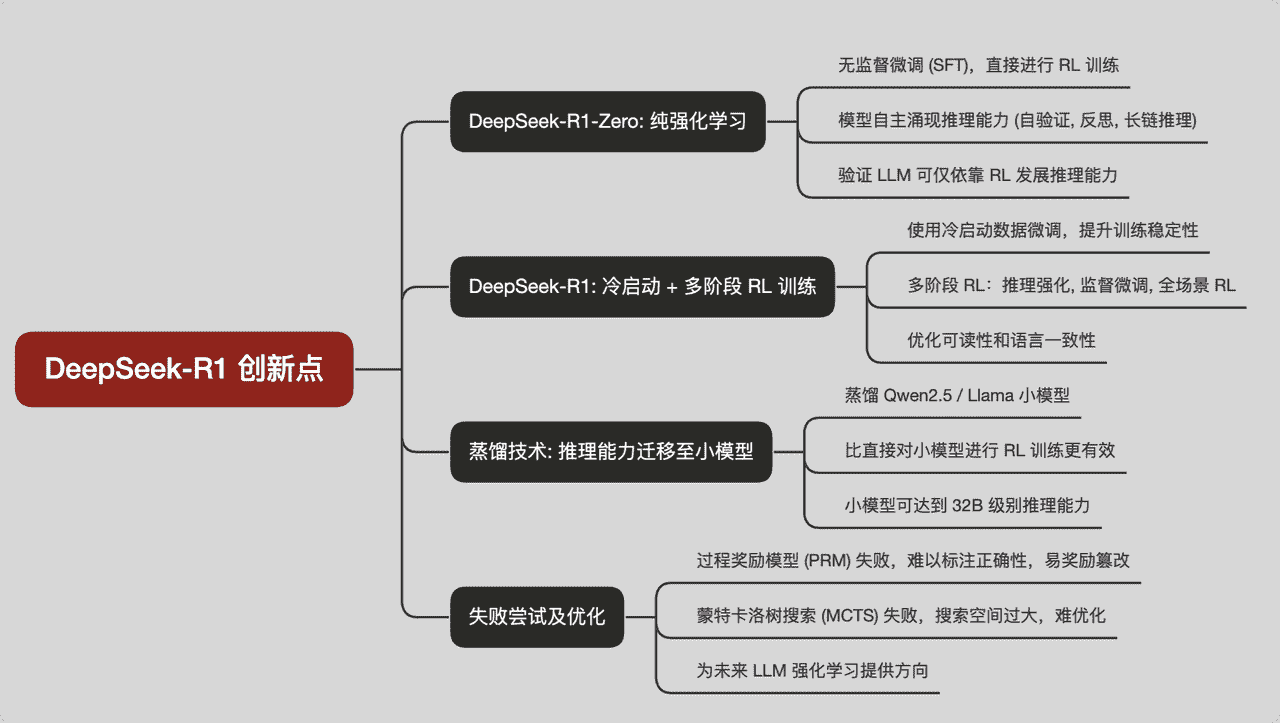 DeepSeek-R1 创新点
DeepSeek-R1-Zero: 纯强化学习
无监督微调 (SFT)，直接进行 RL 训练
模型自主涌现推理能力 (自验证, 反思, 长链推理)
验证 LLM 可仅依靠 RL 发展推理能力
DeepSeek-R1: 冷启动 + 多阶段 RL 训练
使用冷启动数据微调，提升训练稳定性
多阶段 RL：推理强化, 监督微调, 全场景 RL
优化可读性和语言一致性
蒸馏技术: 推理能力迁移至小模型
蒸馏 Qwen2.5 / Llama 小模型
比直接对小模型进行 RL 训练更有效
小模型可达到 32B 级别推理能力
失败尝试及优化
过程奖励模型 (PRM) 失败，难以标注正确性，易奖励篡改
蒙特卡洛树搜索 (MCTS) 失败，搜索空间过大，难优化
为未来 LLM 强化学习提供方向